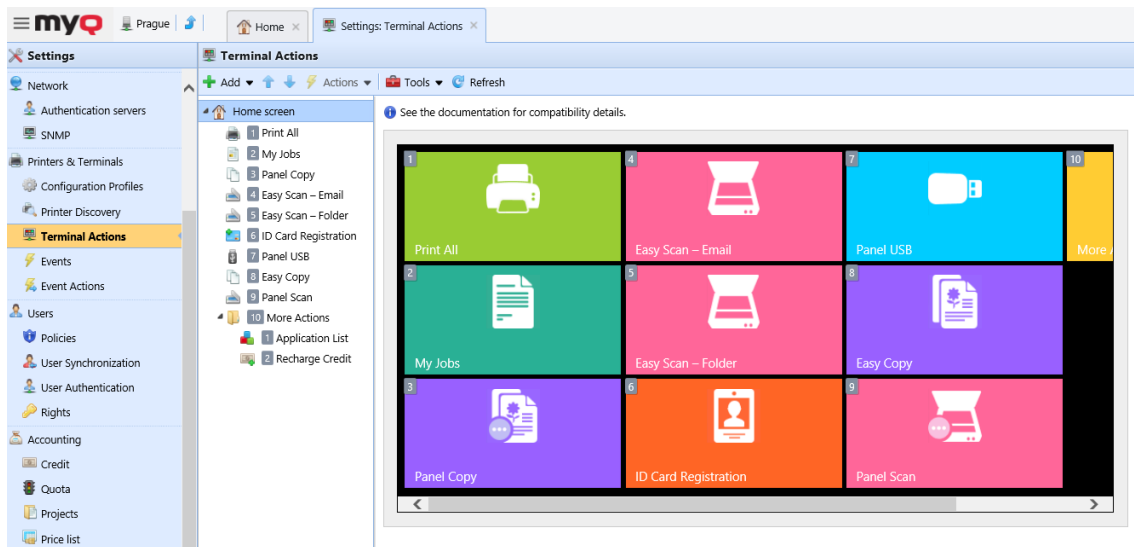 myQ
Prague
Home
Settings: Terminal Actions
Settings
Network
Authentication servers
SNMP
Printers & Terminals
Configuration Profiles
Printer Discovery
Terminal Actions
Events
Event Actions
Users
Policies
User Synchronization
User Authentication
Rights
Accounting
Credit
Quota
Projects
Price list
Terminal Actions
Add
Actions
Tools
Refresh
Home screen
1 Print All
2 My Jobs
3 Panel Copy
4 Easy Scan – Email
5 Easy Scan – Folder
6 ID Card Registration
7 Panel USB
8 Easy Copy
9 Panel Scan
10 More Actions
1 Application List
2 Recharge Credit
See the documentation for compatibility details.
1
Print All
4
Easy Scan – Email
7
Panel USB
10
More
2
My Jobs
5
Easy Scan – Folder
8
Easy Copy
3
Panel Copy
6
ID Card Registration
9
Panel Scan